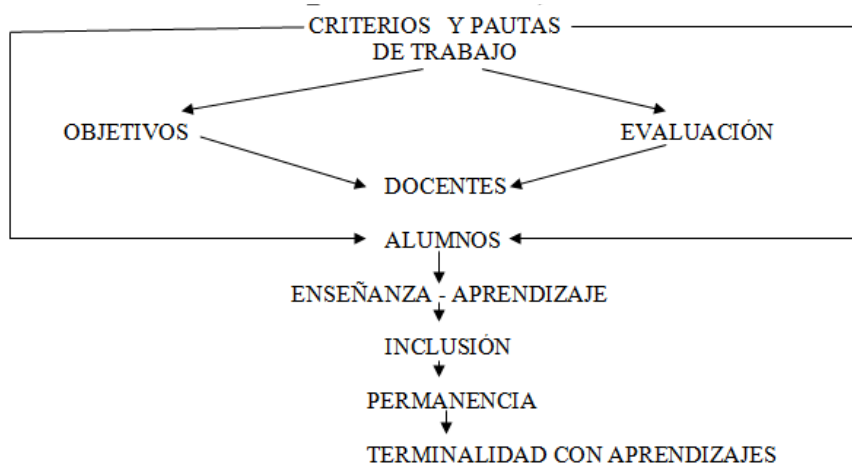 CRITERIOS Y PAUTAS
DE TRABAJO
OBJETIVOS
EVALUACIÓN
DOCENTES
ALUMNOS
ENSEÑANZA - APRENDIZAJE
INCLUSIÓN
PERMANENCIA
TERMINALIDAD CON APRENDIZAJES